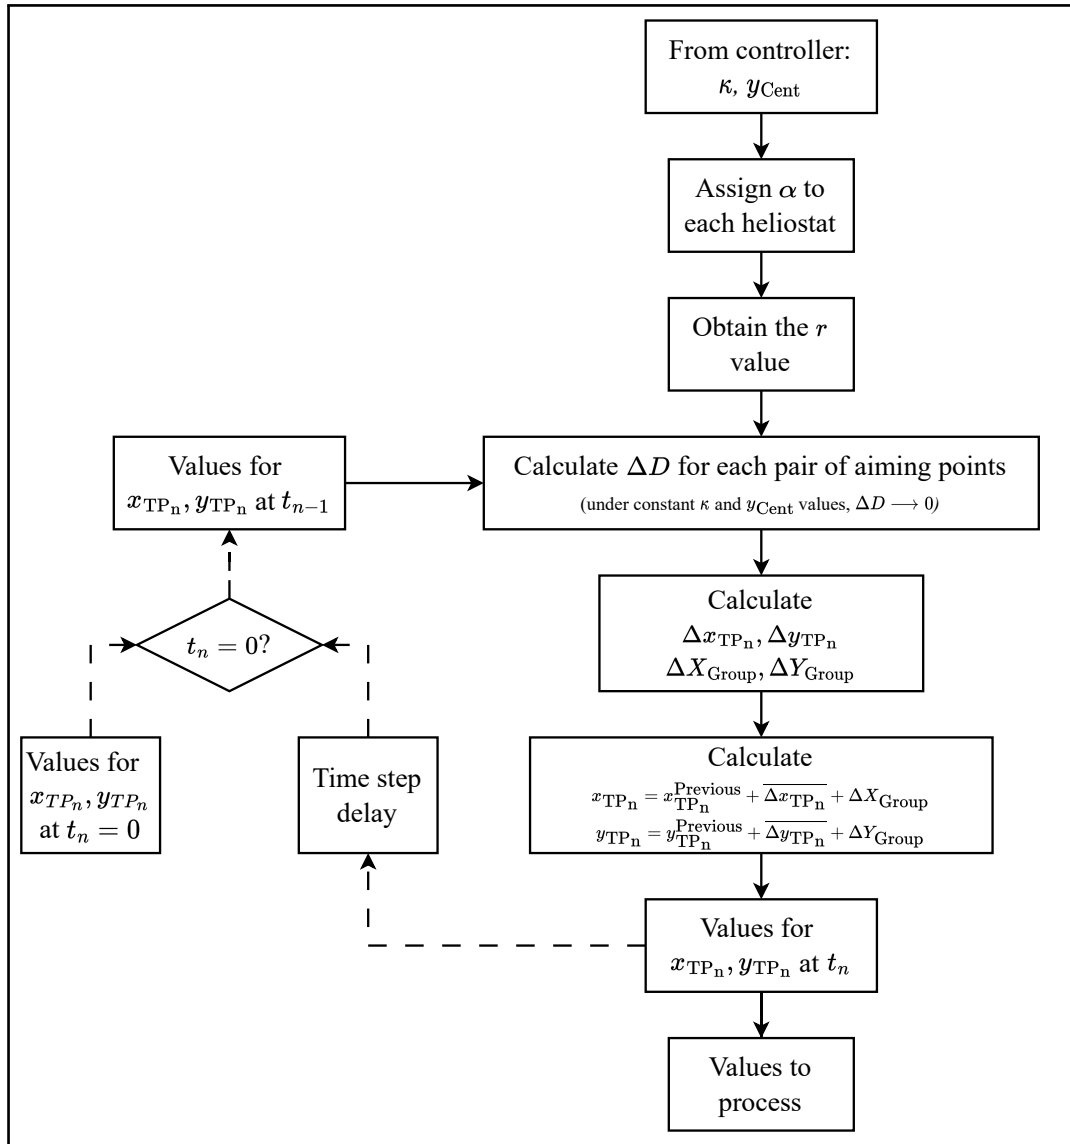 From controller:
κ, y_Cent
Assign α to
each heliostat
Obtain the r
value
Values for
x_TP_n, y_TP_n at t_{n−1}
Calculate ΔD for each pair of aiming points
(under constant κ and y_Cent values, ΔD ⟶ 0)
Calculate
Δx_TP_n, Δy_TP_n
ΔX_Group, ΔY_Group
t_n = 0?
Values for
x_TP_n, y_TP_n
at t_n = 0
Time step
delay
Calculate
x_TP_n = x_TP_n^Previous + \overline{Δx_TP_n} + ΔX_Group
y_TP_n = y_TP_n^Previous + \overline{Δy_TP_n} + ΔY_Group
Values for
x_TP_n, y_TP_n at t_n
Values to
process